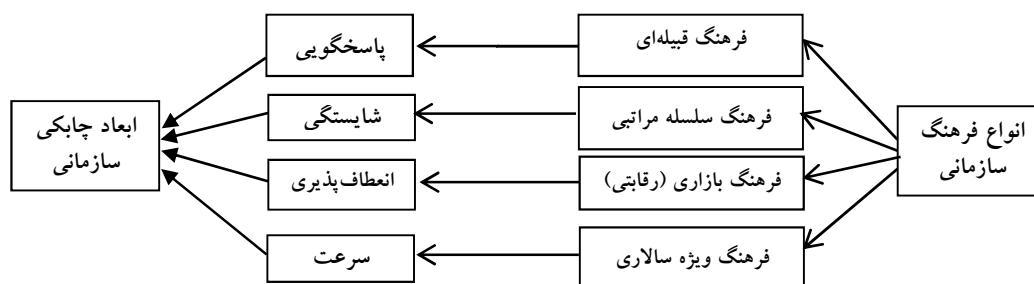 انواع فرهنگ
سازمانی
فرهنگ قبیله‌ای
فرهنگ سلسله مراتبی
فرهنگ بازاری (رقابتی)
فرهنگ ویژه سالاری
پاسخگویی
شایستگی
انعطاف‌پذیری
سرعت
ابعاد چابکی
سازمانی